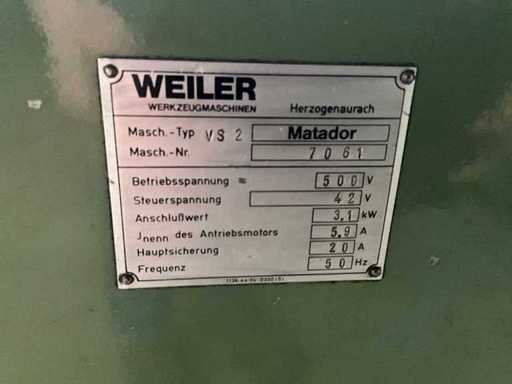 WEILER
WERKZEUGMASCHINEN Herzogenaurach
Masch.-Typ VS 2 Matador
Masch.-Nr. 7061
Betriebsspannung ≈ 500 V
Steuerspannung 42 V
Anschlußwert 3,1 kW
Jnenn des Antriebsmotors 5,9 A
Hauptsicherung 20 A
Frequenz 50 Hz